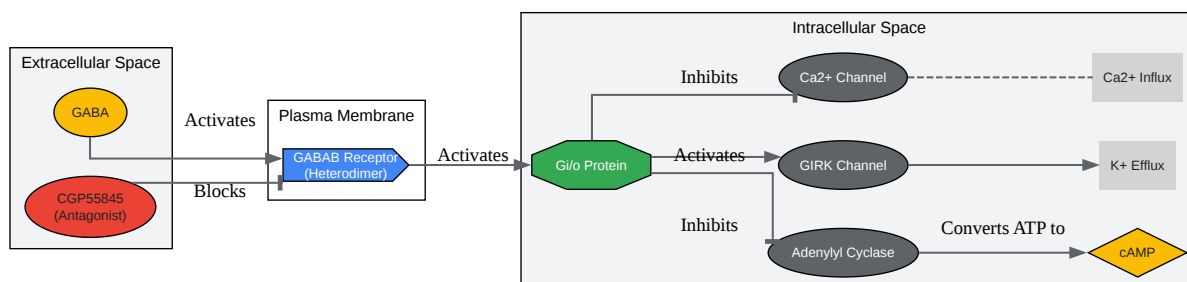 Extracellular Space
GABA
CGP55845
(Antagonist)
Activates
Blocks
Plasma Membrane
GABAB Receptor
(Heterodimer)
Activates
Intracellular Space
Gi/o Protein
Inhibits
Ca2+ Channel
Ca2+ Influx
Activates
GIRK Channel
K+ Efflux
Inhibits
Adenylyl Cyclase
Converts ATP to
cAMP